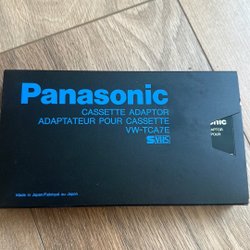 Panasonic
CASSETTE ADAPTOR
ADAPTATEUR POUR CASSETTE
VW-TCA7E
S VHS
Made in Japan/Fabriqué au Japon